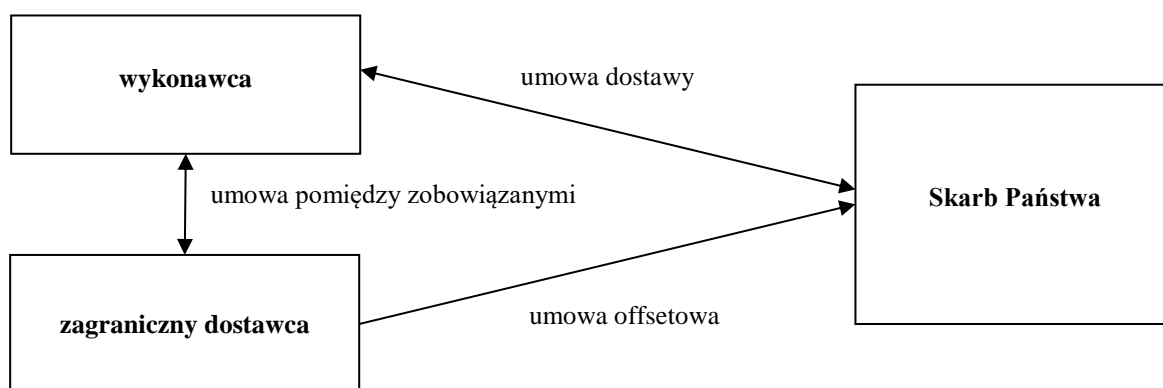 wykonawca
umowa dostawy
umowa pomiędzy zobowiązanymi
Skarb Państwa
zagraniczny dostawca
umowa offsetowa